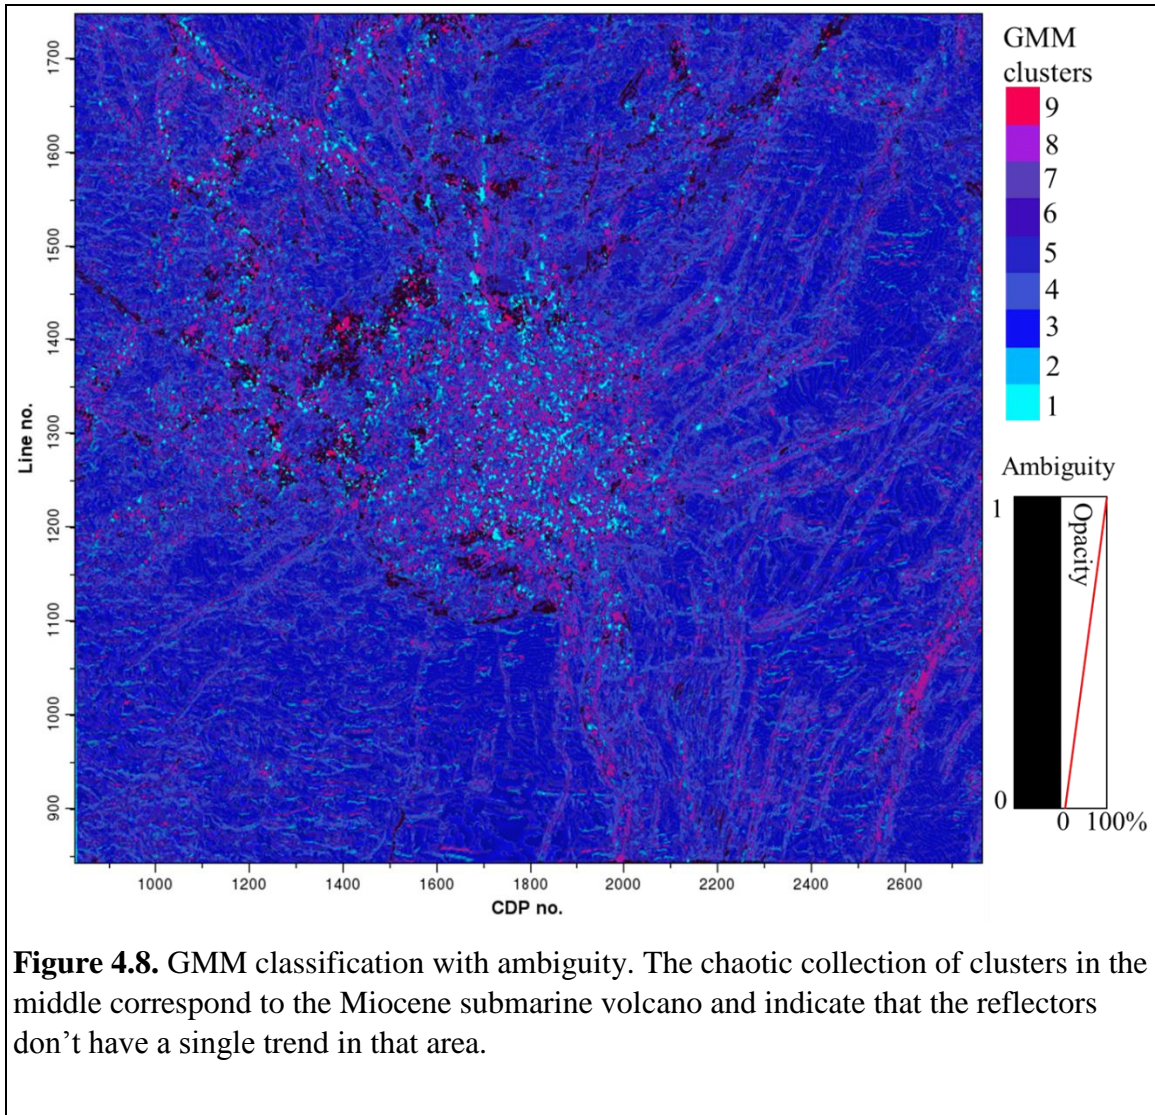 GMM
clusters
9
8
7
6
5
4
3
2
1
Ambiguity
1
Opacity
0
0 100%
Line no.
1700
1600
1500
1400
1300
1200
1100
1000
900
1000 1200 1400 1600 1800 2000 2200 2400 2600
CDP no.
Figure 4.8. GMM classification with ambiguity. The chaotic collection of clusters in the
middle correspond to the Miocene submarine volcano and indicate that the reflectors
don’t have a single trend in that area.